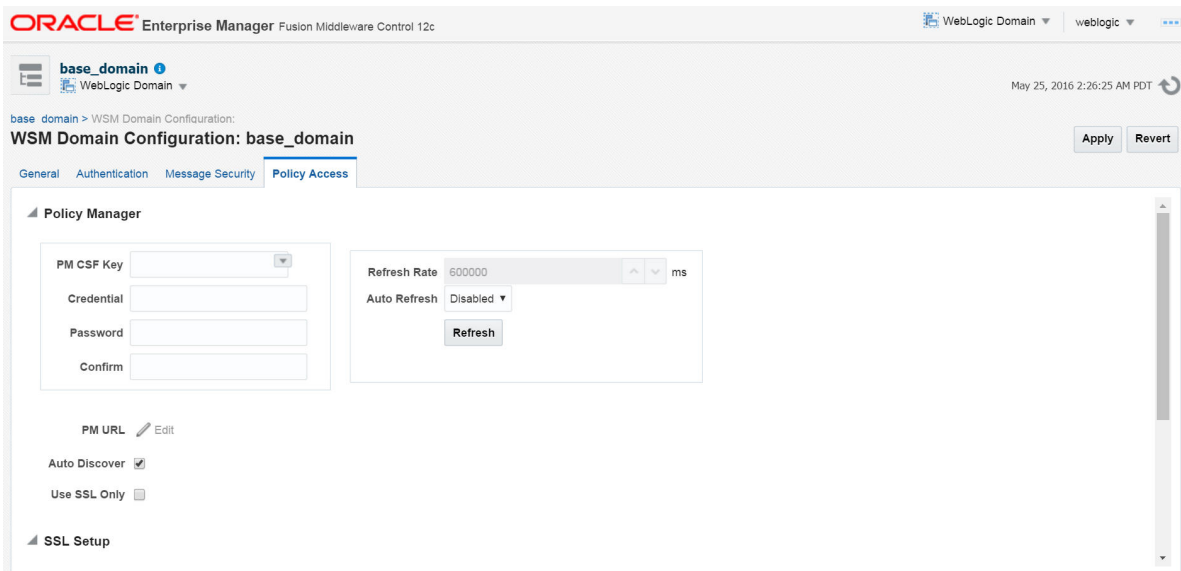 ORACLE Enterprise Manager Fusion Middleware Control 12c
WebLogic Domain weblogic
base_domain
WebLogic Domain
May 25, 2016 2:26:25 AM PDT
base_domain > WSM Domain Configuration:
WSM Domain Configuration: base_domain
Apply Revert
General Authentication Message Security Policy Access
Policy Manager
PM CSF Key
Credential
Password
Confirm
Refresh Rate 600000 ms
Auto Refresh Disabled
Refresh
PM URL Edit
Auto Discover
Use SSL Only
SSL Setup